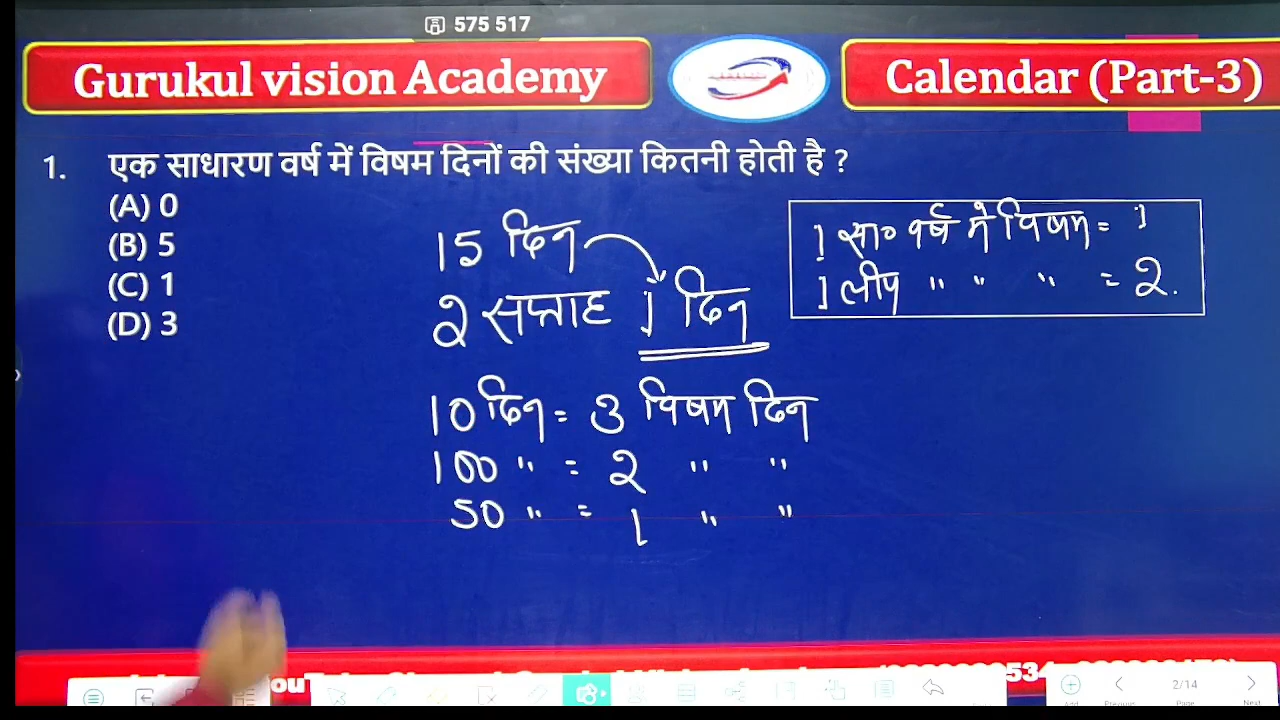 575 517
Gurukul vision Academy
Calendar (Part-3)
1. एक साधारण वर्ष में विषम दिनों की संख्या कितनी होती है ?
(A) 0
(B) 5
(C) 1
(D) 3
15 दिन
2 सप्ताह 1 दिन
10 दिन = 3 विषम दिन
100 " = 2 " "
50 " = 1 " "
1 सा० वर्ष में विषम = 1
1 लीप " " " = 2.
2/14
Page
Next